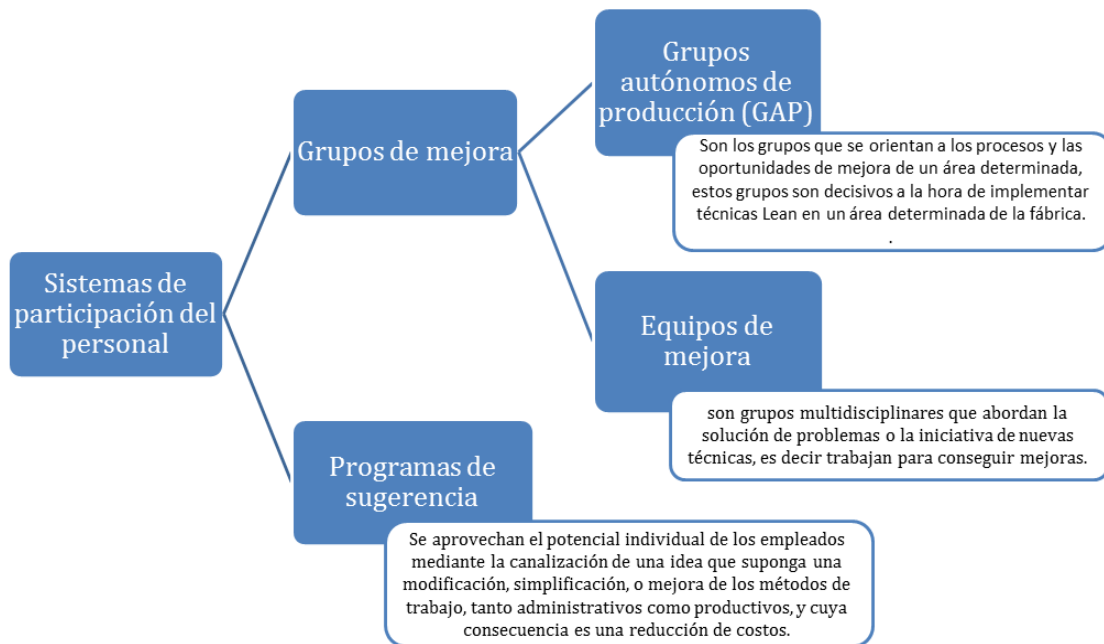 Sistemas de
participación del
personal
Grupos de mejora
Grupos
autónomos de
producción (GAP)
Son los grupos que se orientan a los procesos y las
oportunidades de mejora de un área determinada,
estos grupos son decisivos a la hora de implementar
técnicas Lean en un área determinada de la fábrica.
.
Equipos de
mejora
son grupos multidisciplinares que abordan la
solución de problemas o la iniciativa de nuevas
técnicas, es decir trabajan para conseguir mejoras.
Programas de
sugerencia
Se aprovechan el potencial individual de los empleados
mediante la canalización de una idea que suponga una
modificación, simplificación, o mejora de los métodos de
trabajo, tanto administrativos como productivos, y cuya
consecuencia es una reducción de costos.